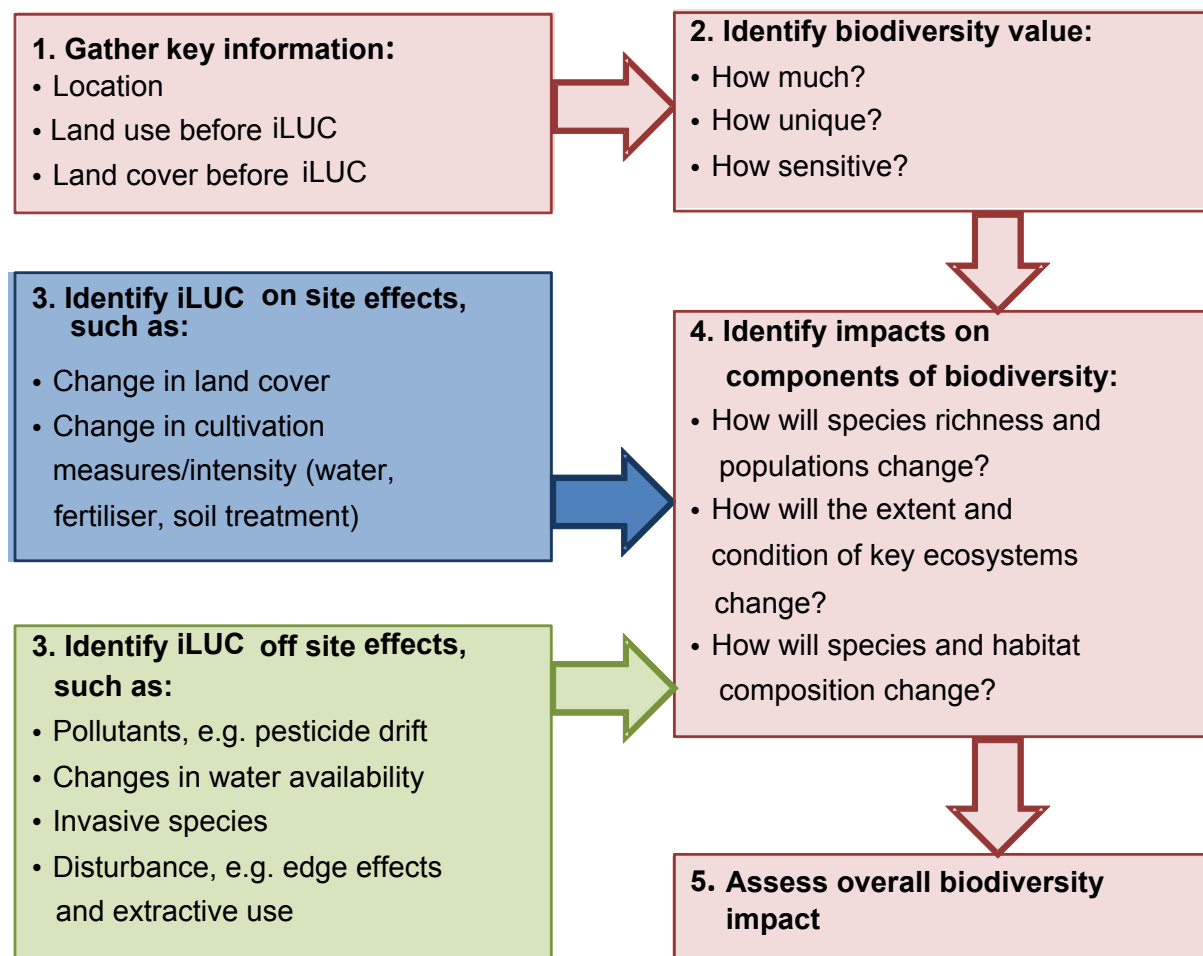 1. Gather key information:
• Location
• Land use before iLUC
• Land cover before iLUC
2. Identify biodiversity value:
• How much?
• How unique?
• How sensitive?
3. Identify iLUC on site effects,
such as:
• Change in land cover
• Change in cultivation
measures/intensity (water,
fertiliser, soil treatment)
4. Identify impacts on
components of biodiversity:
• How will species richness and
populations change?
• How will the extent and
condition of key ecosystems
change?
• How will species and habitat
composition change?
3. Identify iLUC off site effects,
such as:
• Pollutants, e.g. pesticide drift
• Changes in water availability
• Invasive species
• Disturbance, e.g. edge effects
and extractive use
5. Assess overall biodiversity
impact